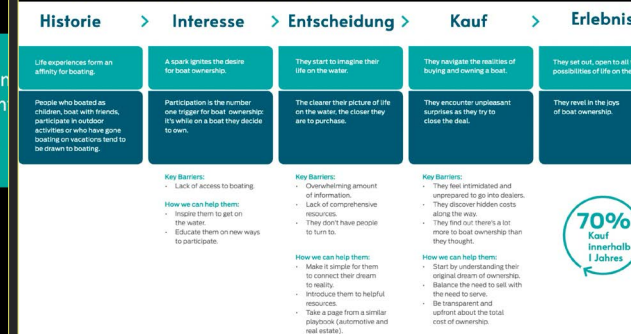 Historie > Interesse > Entscheidung > Kauf > Erlebnis
Life experiences form an
affinity for boating.
People who boated as
children, boat with friends,
participate in outdoor
activities or who have gone
boating on vacations tend to
be drawn to boating.
A spark ignites the desire
for boat ownership.
Participation is the number
one trigger for boat ownership:
it's while on a boat they decide
to own.
Key Barriers:
• Lack of access to boating.
How we can help them:
• Inspire them to get on
the water.
• Educate them on new ways
to participate.
They start to imagine their
life on the water.
The clearer their picture of life
on the water, the closer they
are to purchase.
Key Barriers:
• Overwhelming amount
of information.
• Lack of comprehensive
resources.
• They don't have people
to turn to.
How we can help them:
• Make it simple for them
to connect their dream
to reality.
• Introduce them to helpful
resources.
• Take a page from a similar
playbook (automotive and
real estate).
They navigate the realities of
buying and owning a boat.
They encounter unpleasant
surprises as they try to
close the deal.
Key Barriers:
• They feel intimidated and
unprepared to go into dealers.
• They discover hidden costs
along the way.
• They find out there's a lot
more to boat ownership than
they thought.
How we can help them:
• Start by understanding their
original dream of ownership.
• Balance the need to sell with
the need to serve.
• Be transparent and
upfront about the total
cost of ownership.
They set out, open to all
possibilities of life on the
They revel in the joys
of boat ownership.
70%
Kauf
innerhalb
1 Jahres